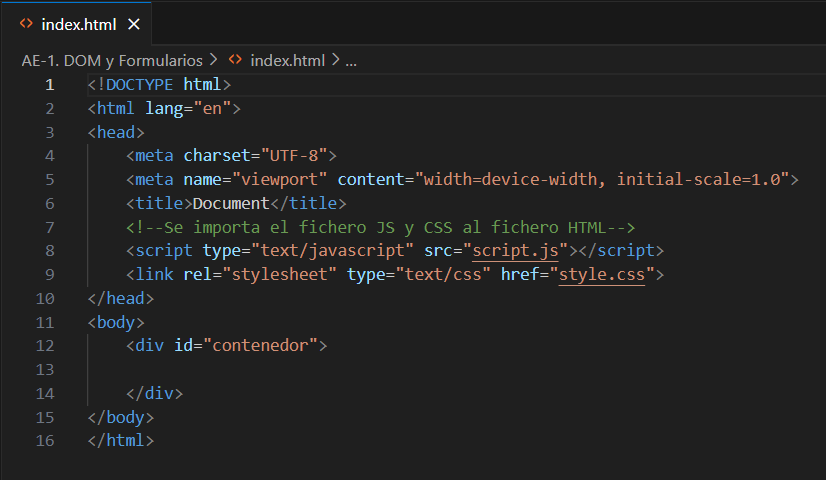 index.html
AE-1. DOM y Formularios > index.html > ...
1 <!DOCTYPE html>
2 <html lang="en">
3 <head>
4 <meta charset="UTF-8">
5 <meta name="viewport" content="width=device-width, initial-scale=1.0">
6 <title>Document</title>
7 <!--Se importa el fichero JS y CSS al fichero HTML-->
8 <script type="text/javascript" src="script.js"></script>
9 <link rel="stylesheet" type="text/css" href="style.css">
10 </head>
11 <body>
12 <div id="contenedor">
13
14 </div>
15 </body>
16 </html>